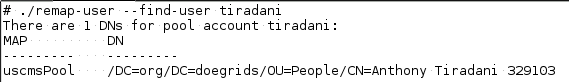 # ./remap-user --find-user tiradani
There are 1 DNs for pool account tiradani:
MAP          DN
---------    ---------
uscmsPool    /DC=org/DC=doegrids/OU=People/CN=Anthony Tiradani 329103